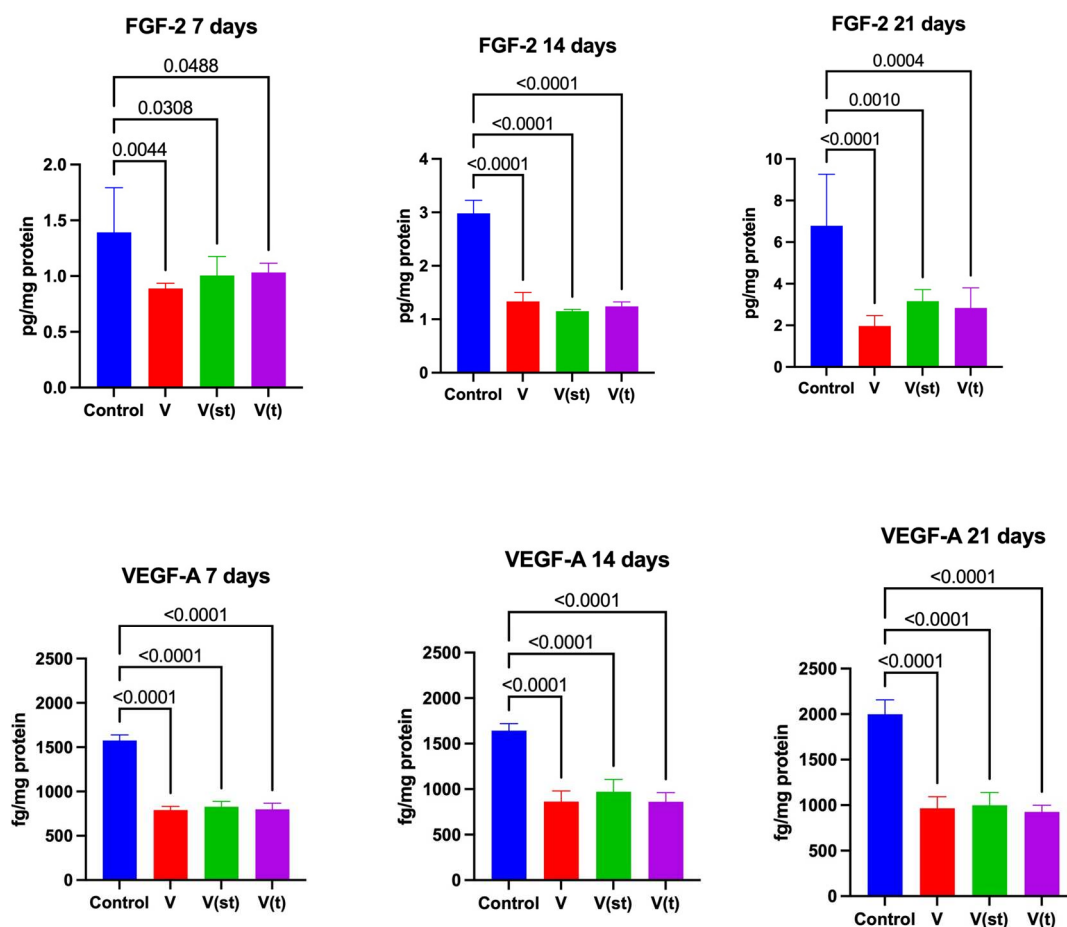 FGF-2 7 days
0.0488
0.0308
0.0044
2.0
1.5
1.0
0.5
0.0
pg/mg protein
Control V V(st) V(t)
FGF-2 14 days
<0.0001
<0.0001
<0.0001
4
3
2
1
0
pg/mg protein
Control V V(st) V(t)
FGF-2 21 days
0.0004
0.0010
<0.0001
10
8
6
4
2
0
pg/mg protein
Control V V(st) V(t)
VEGF-A 7 days
<0.0001
<0.0001
<0.0001
2500
2000
1500
1000
500
0
fg/mg protein
Control V V(st) V(t)
VEGF-A 14 days
<0.0001
<0.0001
<0.0001
2500
2000
1500
1000
500
0
fg/mg protein
Control V V(st) V(t)
VEGF-A 21 days
<0.0001
<0.0001
<0.0001
2500
2000
1500
1000
500
0
fg/mg protein
Control V V(st) V(t)